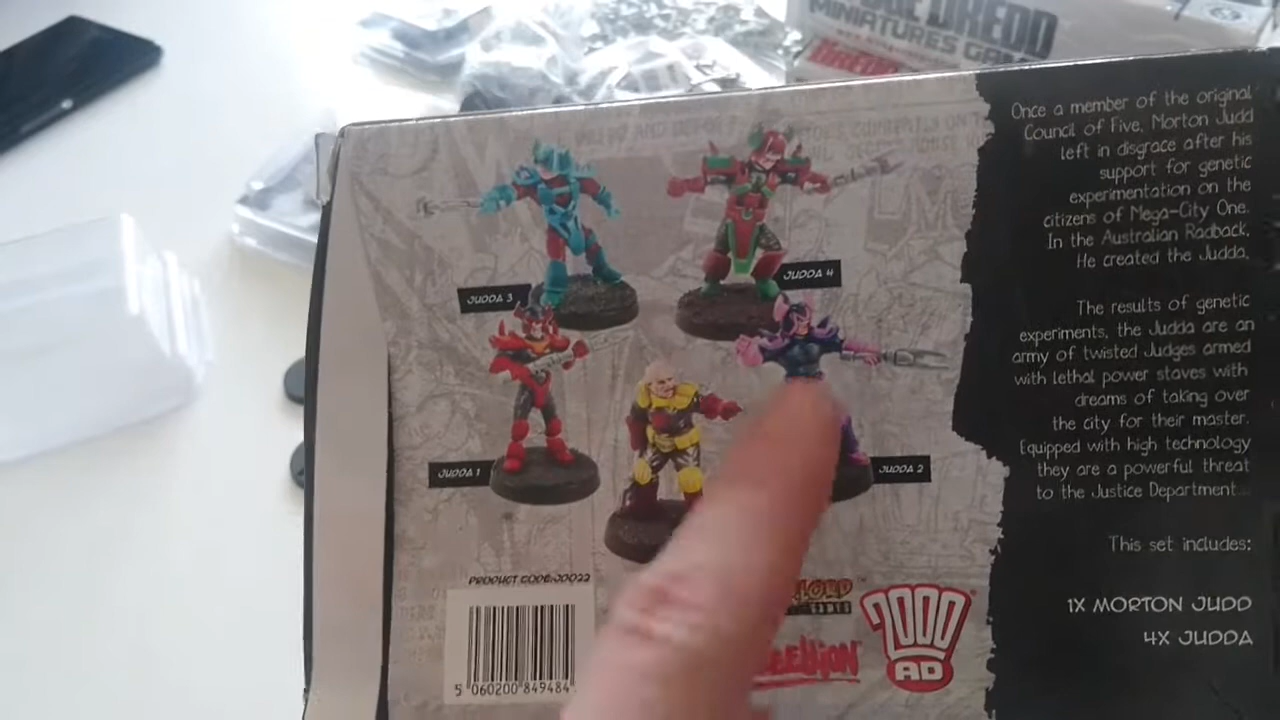 DREDD
MINIATURES GAM
JUDDA 3
JUDDA 4
JUDDA 1
JUDDA 2
PRODUCT CODE:JD022
5 060200 849484
GAMES
2000
AD
Once a member of the original
Council of Five, Morton Judd
left in disgrace after his
support for genetic
experimentation on the
citizens of Mega-City One.
In the Australian Radback,
He created the Judda.
The results of genetic
experiments, the Judda are an
army of twisted Judges armed
with lethal power staves with
dreams of taking over
the city for their master.
Equipped with high technology
they are a powerful threat
to the Justice Department...
This set includes:
1X MORTON JUDD
4X JUDDA